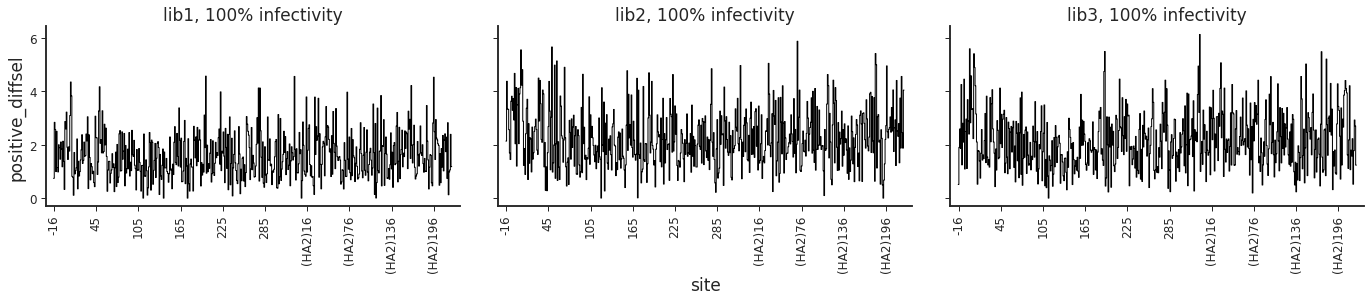 lib1, 100% infectivity
lib2, 100% infectivity
lib3, 100% infectivity
positive_diffsel
6
4
2
0
-16 45 105 165 225 285 (HA2)16 (HA2)76 (HA2)136 (HA2)196
-16 45 105 165 225 285 (HA2)16 (HA2)76 (HA2)136 (HA2)196
-16 45 105 165 225 285 (HA2)16 (HA2)76 (HA2)136 (HA2)196
site